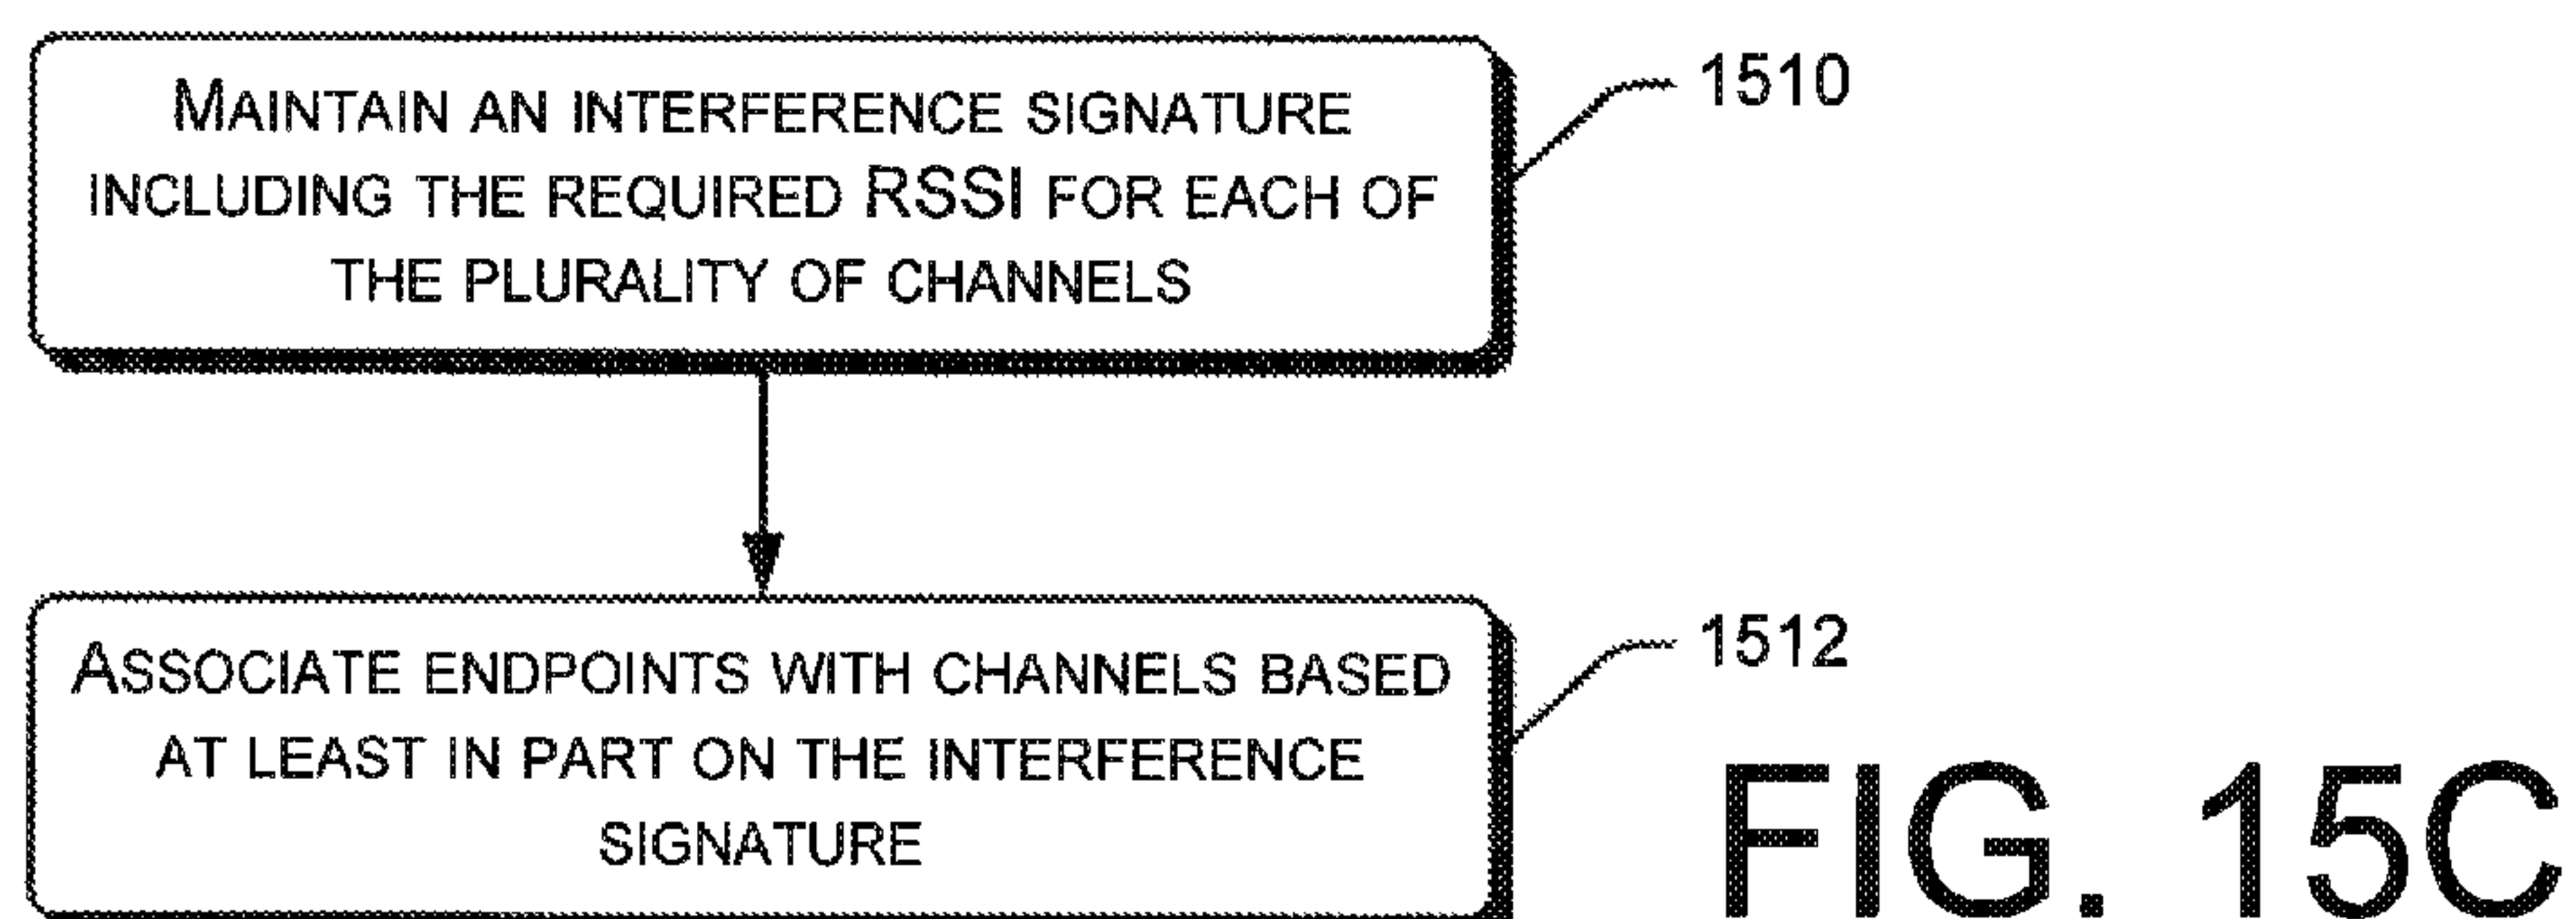 MAINTAIN AN INTERFERENCE SIGNATURE
INCLUDING THE REQUIRED RSSI FOR EACH OF
THE PLURALITY OF CHANNELS
1510
ASSOCIATE ENDPOINTS WITH CHANNELS BASED
AT LEAST IN PART ON THE INTERFERENCE
SIGNATURE
1512
FIG. 15C